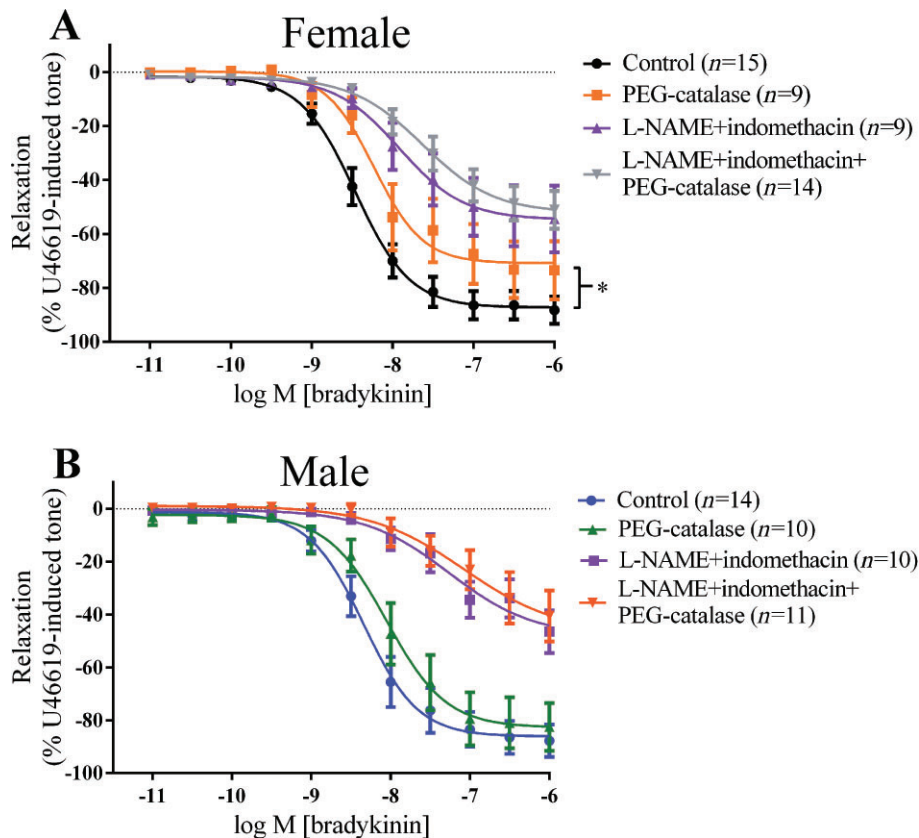 A
Female
0
-20
-40
-60
-80
-100
Relaxation
(% U46619-induced tone)
-11
-10
-9
-8
-7
-6
log M [bradykinin]
*
Control (n=15)
PEG-catalase (n=9)
L-NAME+indomethacin (n=9)
L-NAME+indomethacin+
PEG-catalase (n=14)
B
Male
0
-20
-40
-60
-80
-100
Relaxation
(% U46619-induced tone)
-11
-10
-9
-8
-7
-6
log M [bradykinin]
Control (n=14)
PEG-catalase (n=10)
L-NAME+indomethacin (n=10)
L-NAME+indomethacin+
PEG-catalase (n=11)